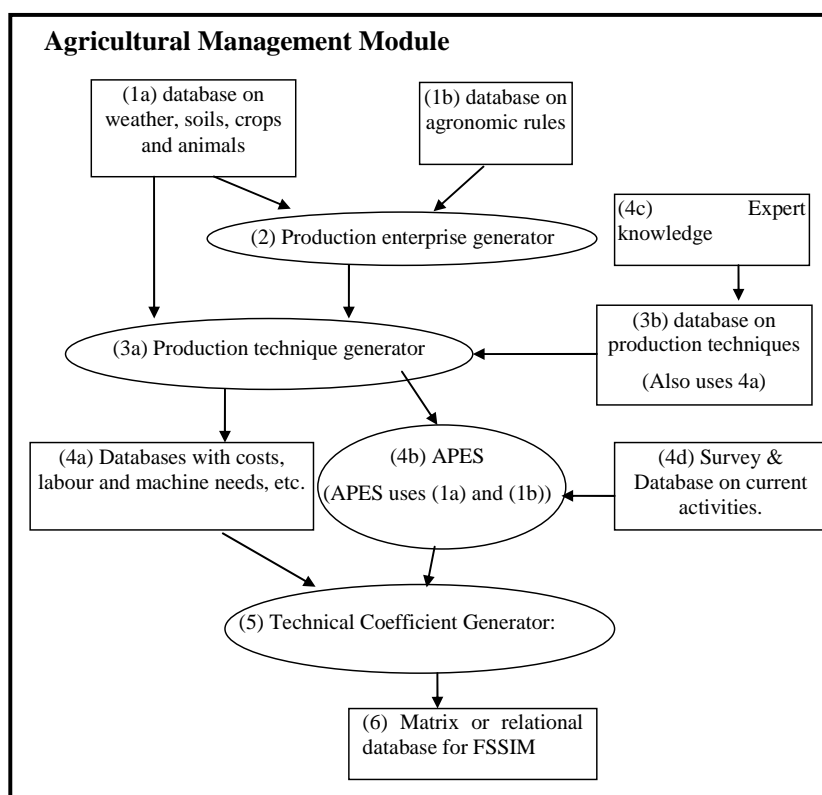 Agricultural Management Module
(1a) database on
weather, soils, crops
and animals
(1b) database on
agronomic rules
(2) Production enterprise generator
(4c) Expert
knowledge
(3a) Production technique generator
(3b) database on
production techniques
(Also uses 4a)
(4a) Databases with costs,
labour and machine needs, etc.
(4b) APES
(APES uses (1a) and (1b))
(4d) Survey &
Database on current
activities.
(5) Technical Coefficient Generator:
(6) Matrix or relational
database for FSSIM